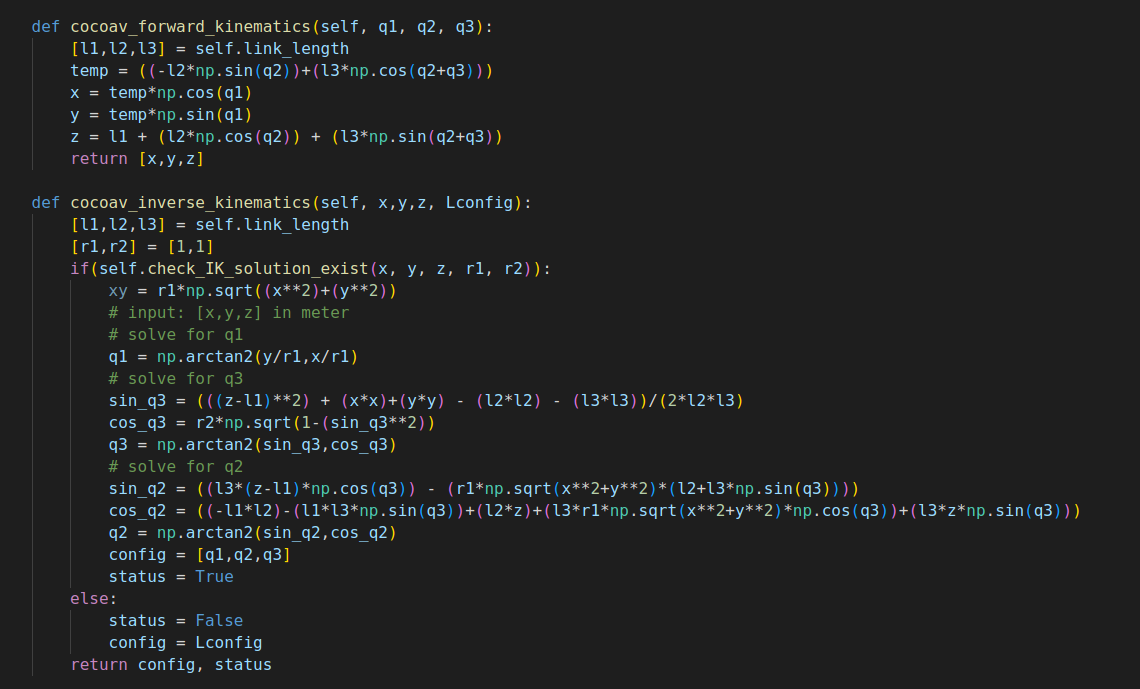 def cocoav_forward_kinematics(self, q1, q2, q3):
    [l1,l2,l3] = self.link_length
    temp = ((-l2*np.sin(q2))+(l3*np.cos(q2+q3)))
    x = temp*np.cos(q1)
    y = temp*np.sin(q1)
    z = l1 + (l2*np.cos(q2)) + (l3*np.sin(q2+q3))
    return [x,y,z]

def cocoav_inverse_kinematics(self, x,y,z, Lconfig):
    [l1,l2,l3] = self.link_length
    [r1,r2] = [1,1]
    if(self.check_IK_solution_exist(x, y, z, r1, r2)):
        xy = r1*np.sqrt((x**2)+(y**2))
        # input: [x,y,z] in meter
        # solve for q1
        q1 = np.arctan2(y/r1,x/r1)
        # solve for q3
        sin_q3 = (((z-l1)**2) + (x*x)+(y*y) - (l2*l2) - (l3*l3))/(2*l2*l3)
        cos_q3 = r2*np.sqrt(1-(sin_q3**2))
        q3 = np.arctan2(sin_q3,cos_q3)
        # solve for q2
        sin_q2 = ((l3*(z-l1)*np.cos(q3)) - (r1*np.sqrt(x**2+y**2)*(l2+l3*np.sin(q3))))
        cos_q2 = ((-l1*l2)-(l1*l3*np.sin(q3))+(l2*z)+(l3*r1*np.sqrt(x**2+y**2)*np.cos(q3))+(l3*z*np.sin(q3)))
        q2 = np.arctan2(sin_q2,cos_q2)
        config = [q1,q2,q3]
        status = True
    else:
        status = False
        config = Lconfig
    return config, status